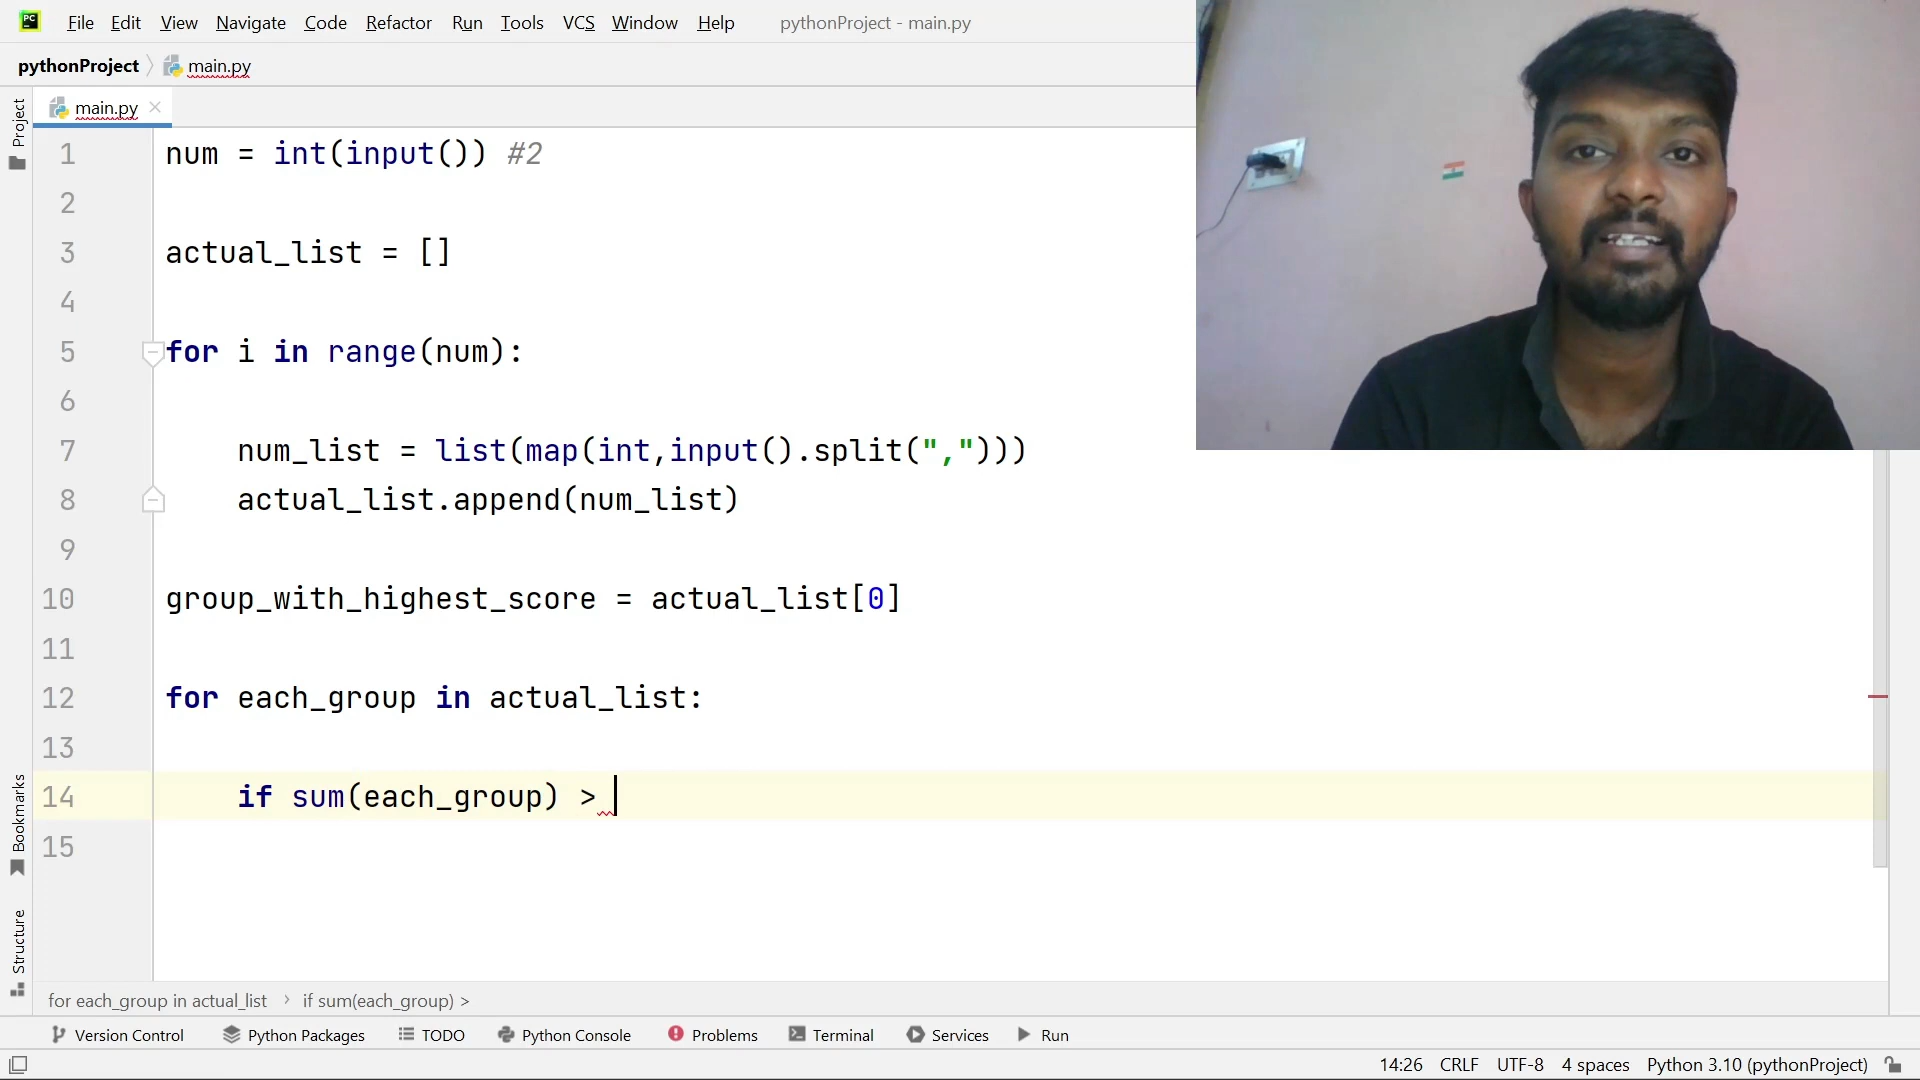 PC File Edit View Navigate Code Refactor Run Tools VCS Window Help pythonProject - main.py
pythonProject main.py
main.py
Project
1 num = int(input()) #2
2
3 actual_list = []
4
5 for i in range(num):
6
7 num_list = list(map(int,input().split(",")))
8 actual_list.append(num_list)
9
10 group_with_highest_score = actual_list[0]
11
12 for each_group in actual_list:
13
14 if sum(each_group) >
15
Bookmarks
Structure
for each_group in actual_list › if sum(each_group) >
Version Control Python Packages TODO Python Console Problems Terminal Services Run
14:26 CRLF UTF-8 4 spaces Python 3.10 (pythonProject)